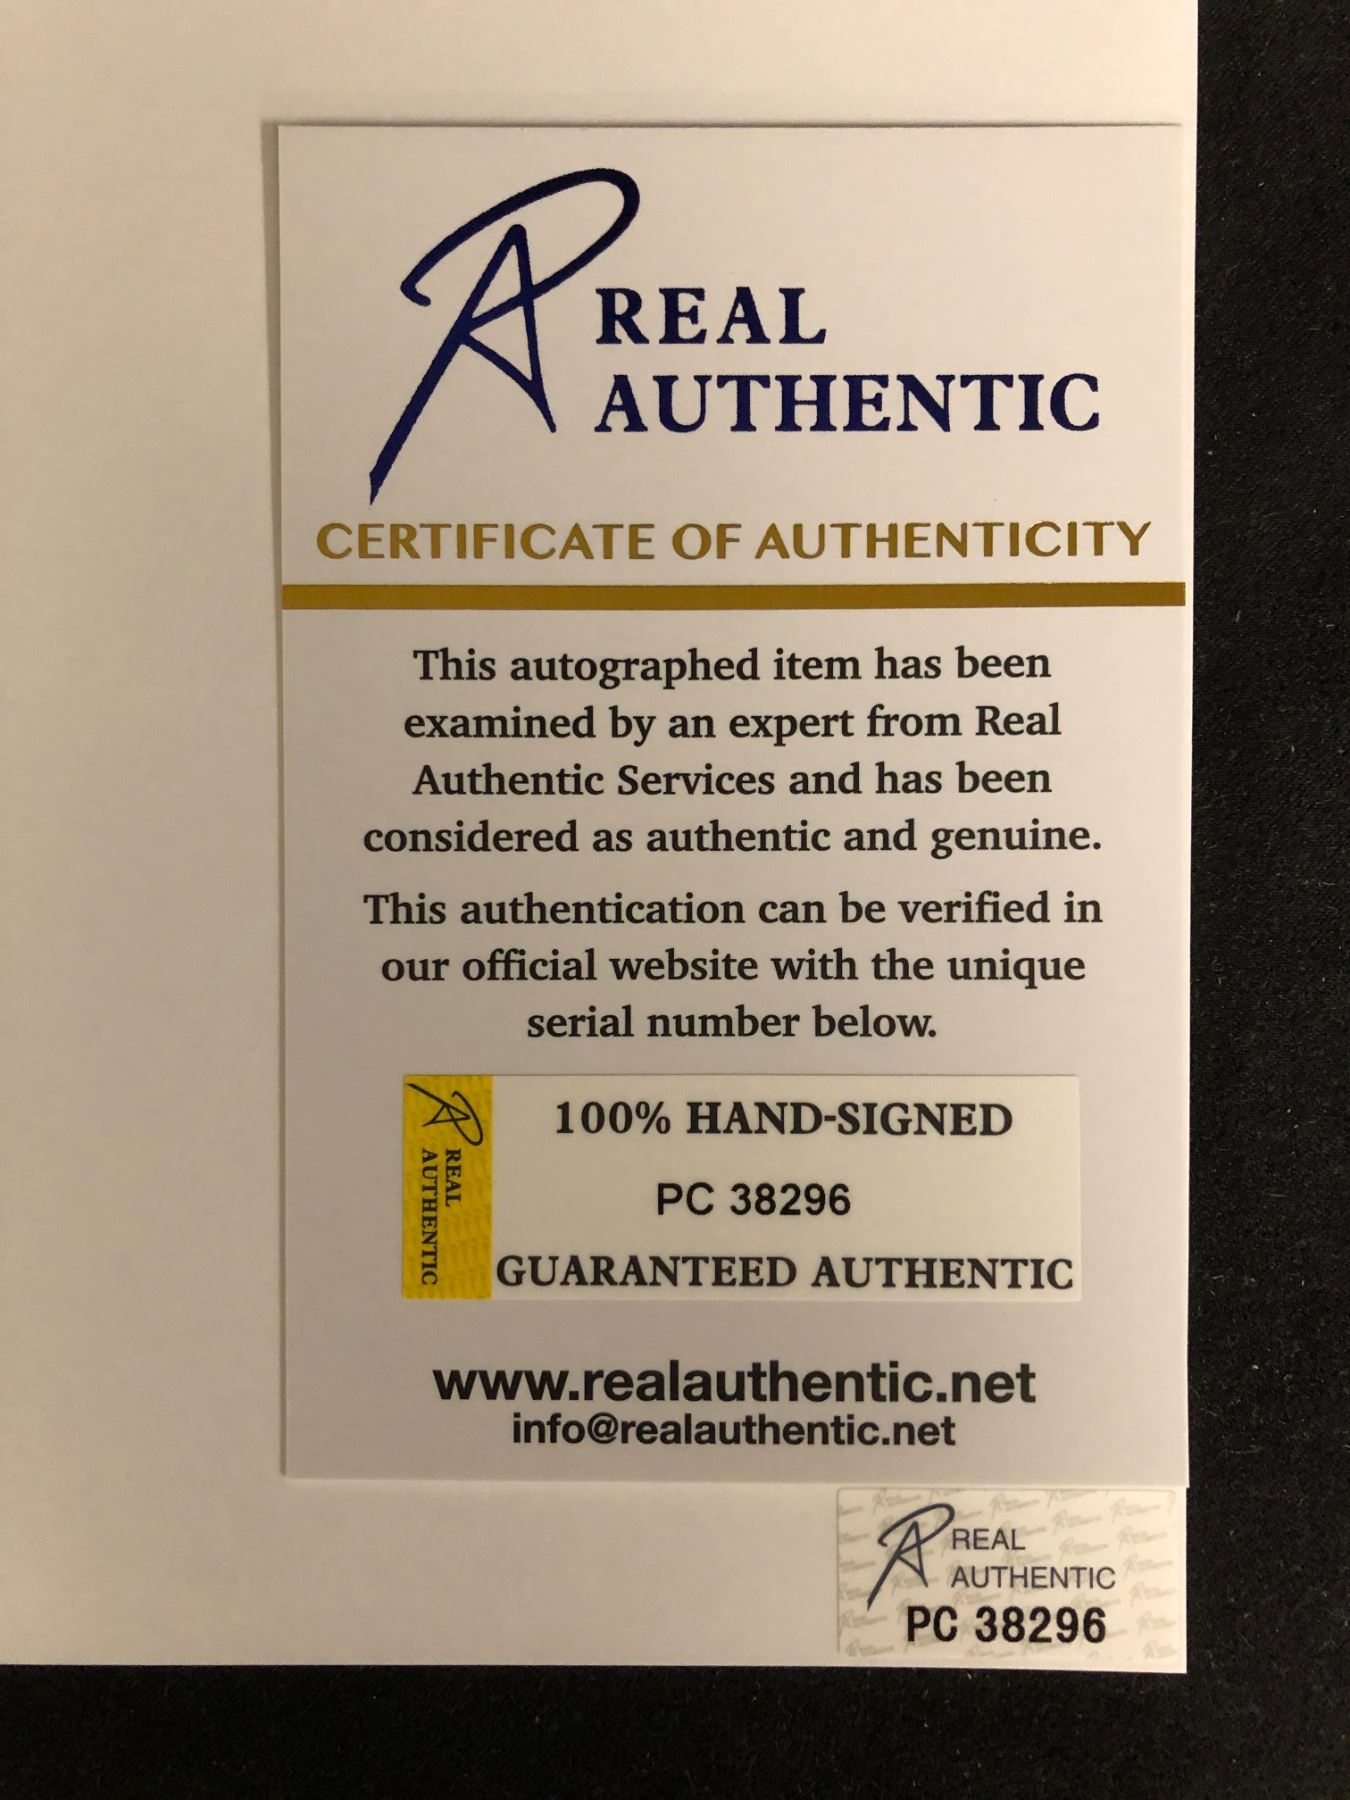 REAL
AUTHENTIC
CERTIFICATE OF AUTHENTICITY
This autographed item has been
examined by an expert from Real
Authentic Services and has been
considered as authentic and genuine.
This authentication can be verified in
our official website with the unique
serial number below.
REAL
AUTHENTIC
100% HAND-SIGNED
PC 38296
GUARANTEED AUTHENTIC
www.realauthentic.net
info@realauthentic.net
REAL
AUTHENTIC
PC 38296